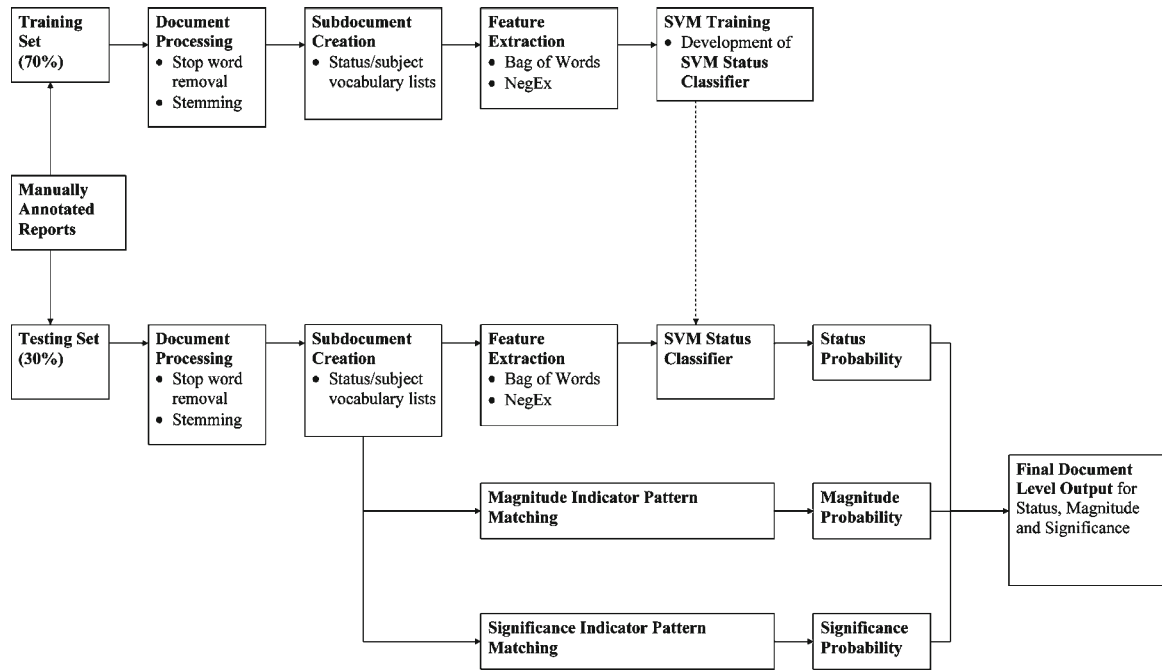 Training
Set
(70%)
Document
Processing
• Stop word
removal
• Stemming
Subdocument
Creation
• Status/subject
vocabulary lists
Feature
Extraction
• Bag of Words
• NegEx
SVM Training
• Development of
SVM Status
Classifier
Manually
Annotated
Reports
Testing Set
(30%)
Document
Processing
• Stop word
removal
• Stemming
Subdocument
Creation
• Status/subject
vocabulary lists
Feature
Extraction
• Bag of Words
• NegEx
SVM Status
Classifier
Status
Probability
Magnitude Indicator Pattern
Matching
Magnitude
Probability
Final Document
Level Output for
Status, Magnitude
and Significance
Significance Indicator Pattern
Matching
Significance
Probability